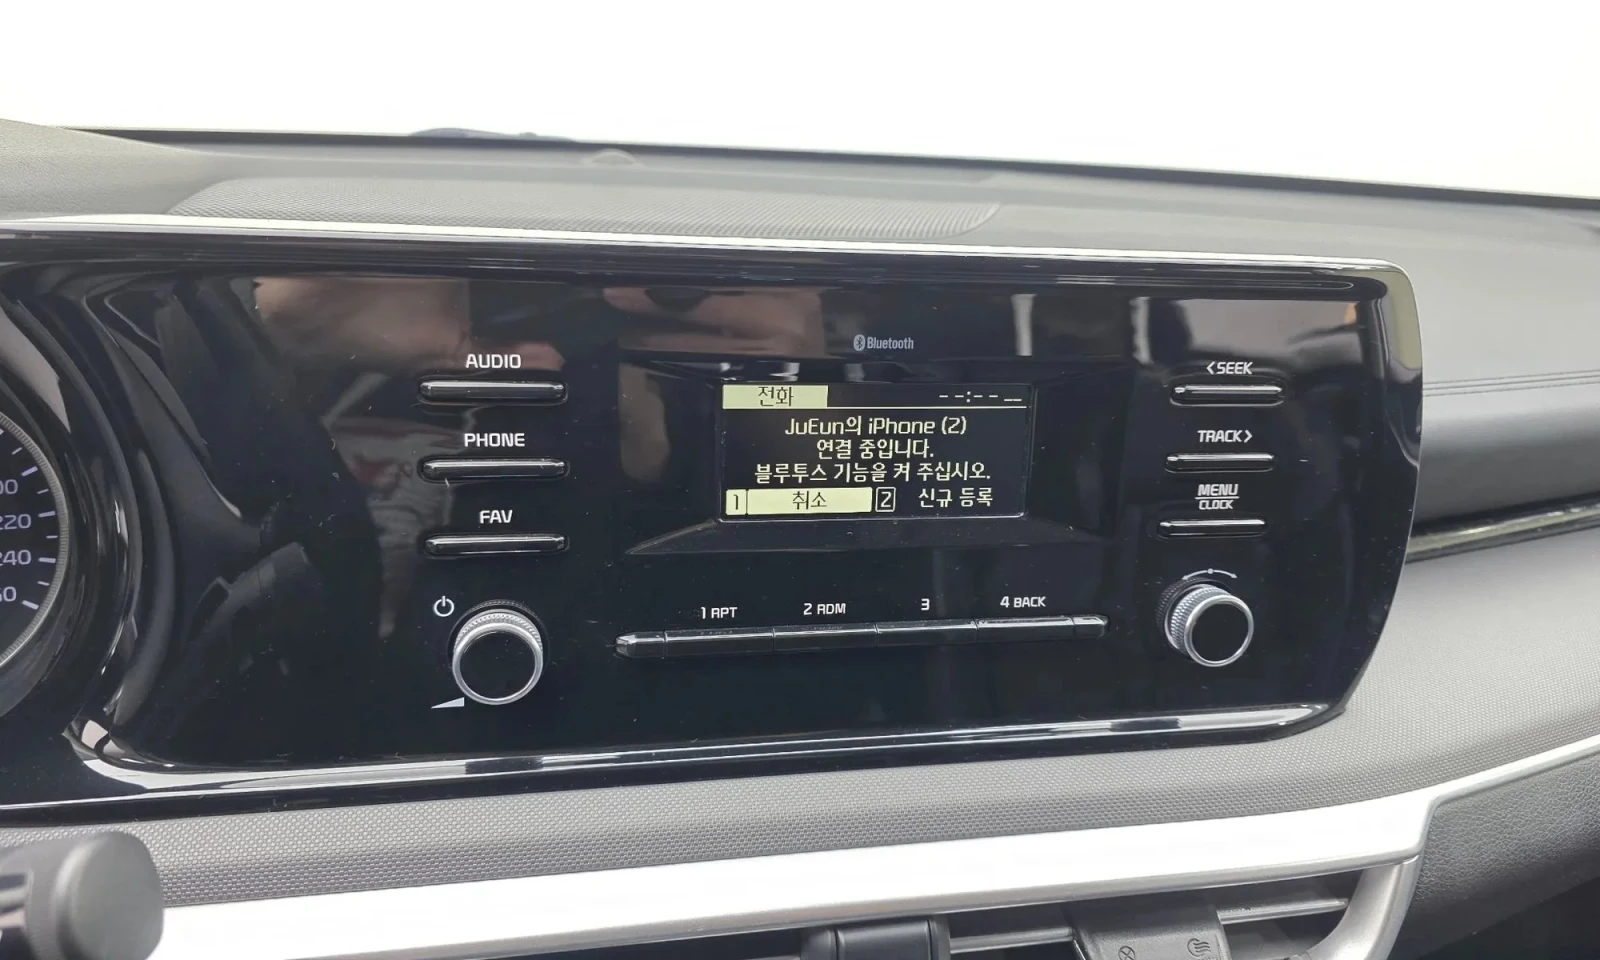 Bluetooth
AUDIO
PHONE
FAV
전화 --:-- --
JuEun의 iPhone (2)
연결 중입니다.
블루투스 기능을 켜 주십시오.
1 취소 2 신규 등록
<SEEK
TRACK>
MENU
CLOCK
1 RPT 2 RDM 3 4 BACK
220